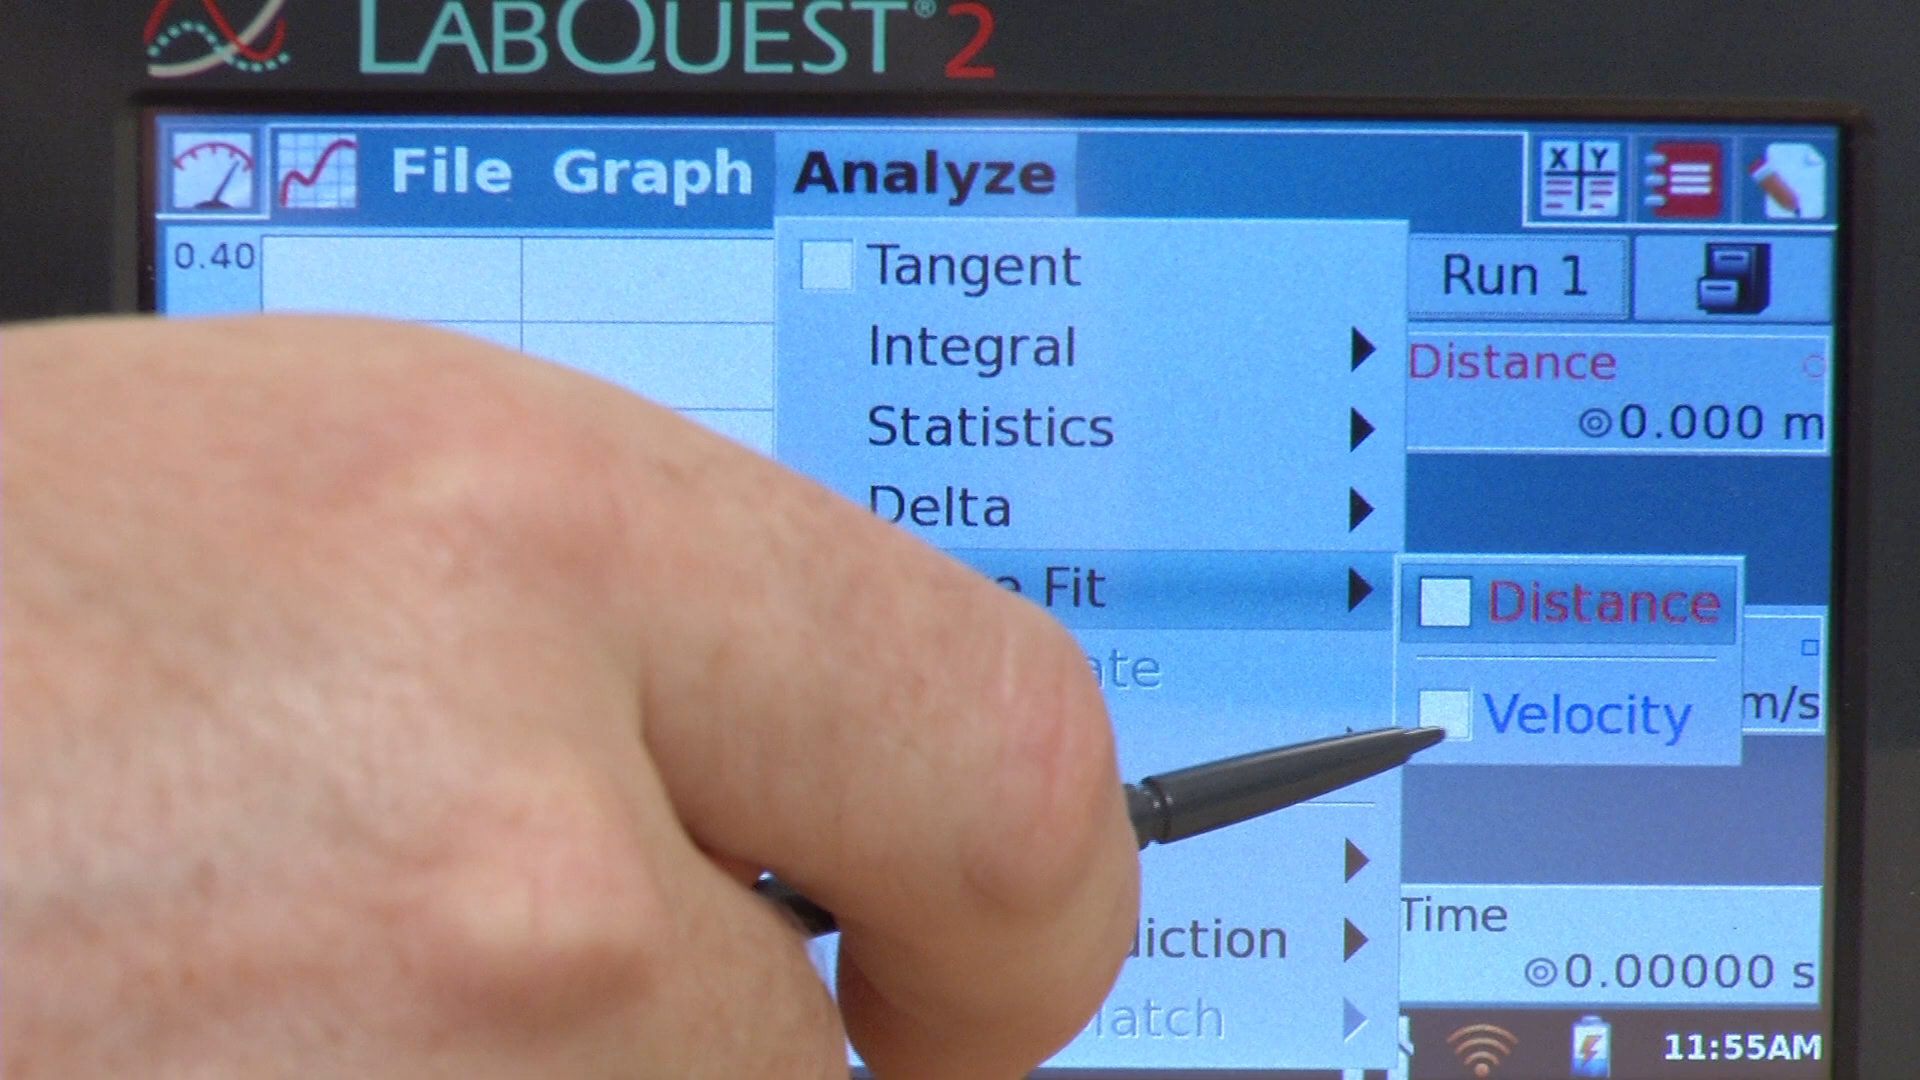 LABQUEST® 2
File Graph Analyze
X Y
0.40
Tangent
Run 1
Integral
Distance
Statistics
0.000 m
Delta
Fit
Distance
Velocity
m/s
Time
0.00000 s
11:55AM